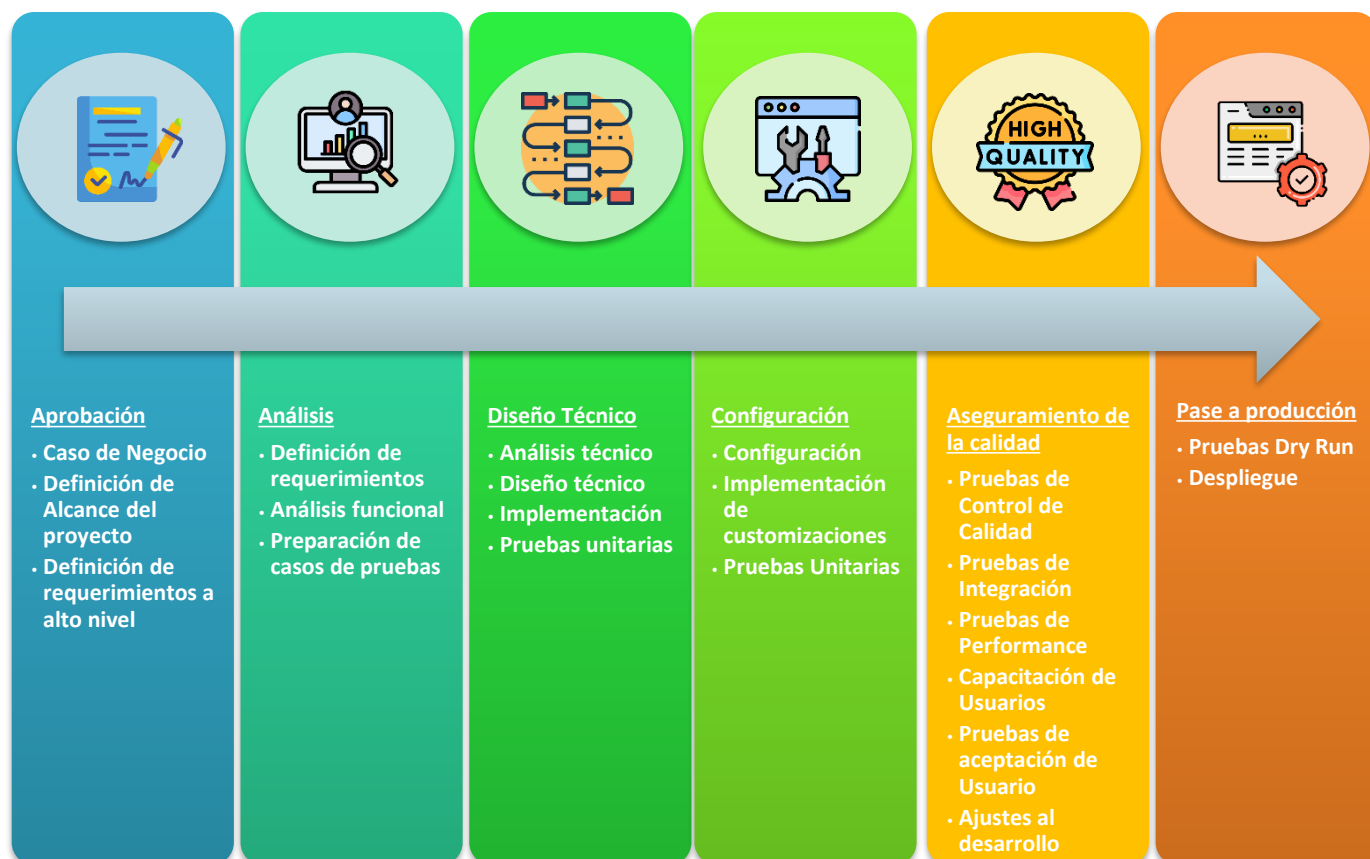 HIGH
QUALITY
Aprobación
• Caso de Negocio
• Definición de
Alcance del
proyecto
• Definición de
requerimientos a
alto nivel
Análisis
• Definición de
requerimientos
• Análisis funcional
• Preparación de
casos de pruebas
Diseño Técnico
• Análisis técnico
• Diseño técnico
• Implementación
• Pruebas unitarias
Configuración
• Configuración
• Implementación
de
customizaciones
• Pruebas Unitarias
Aseguramiento de
la calidad
• Pruebas de
Control de
Calidad
• Pruebas de
Integración
• Pruebas de
Performance
• Capacitación de
Usuarios
• Pruebas de
aceptación de
Usuario
• Ajustes al
desarrollo
Pase a producción
• Pruebas Dry Run
• Despliegue